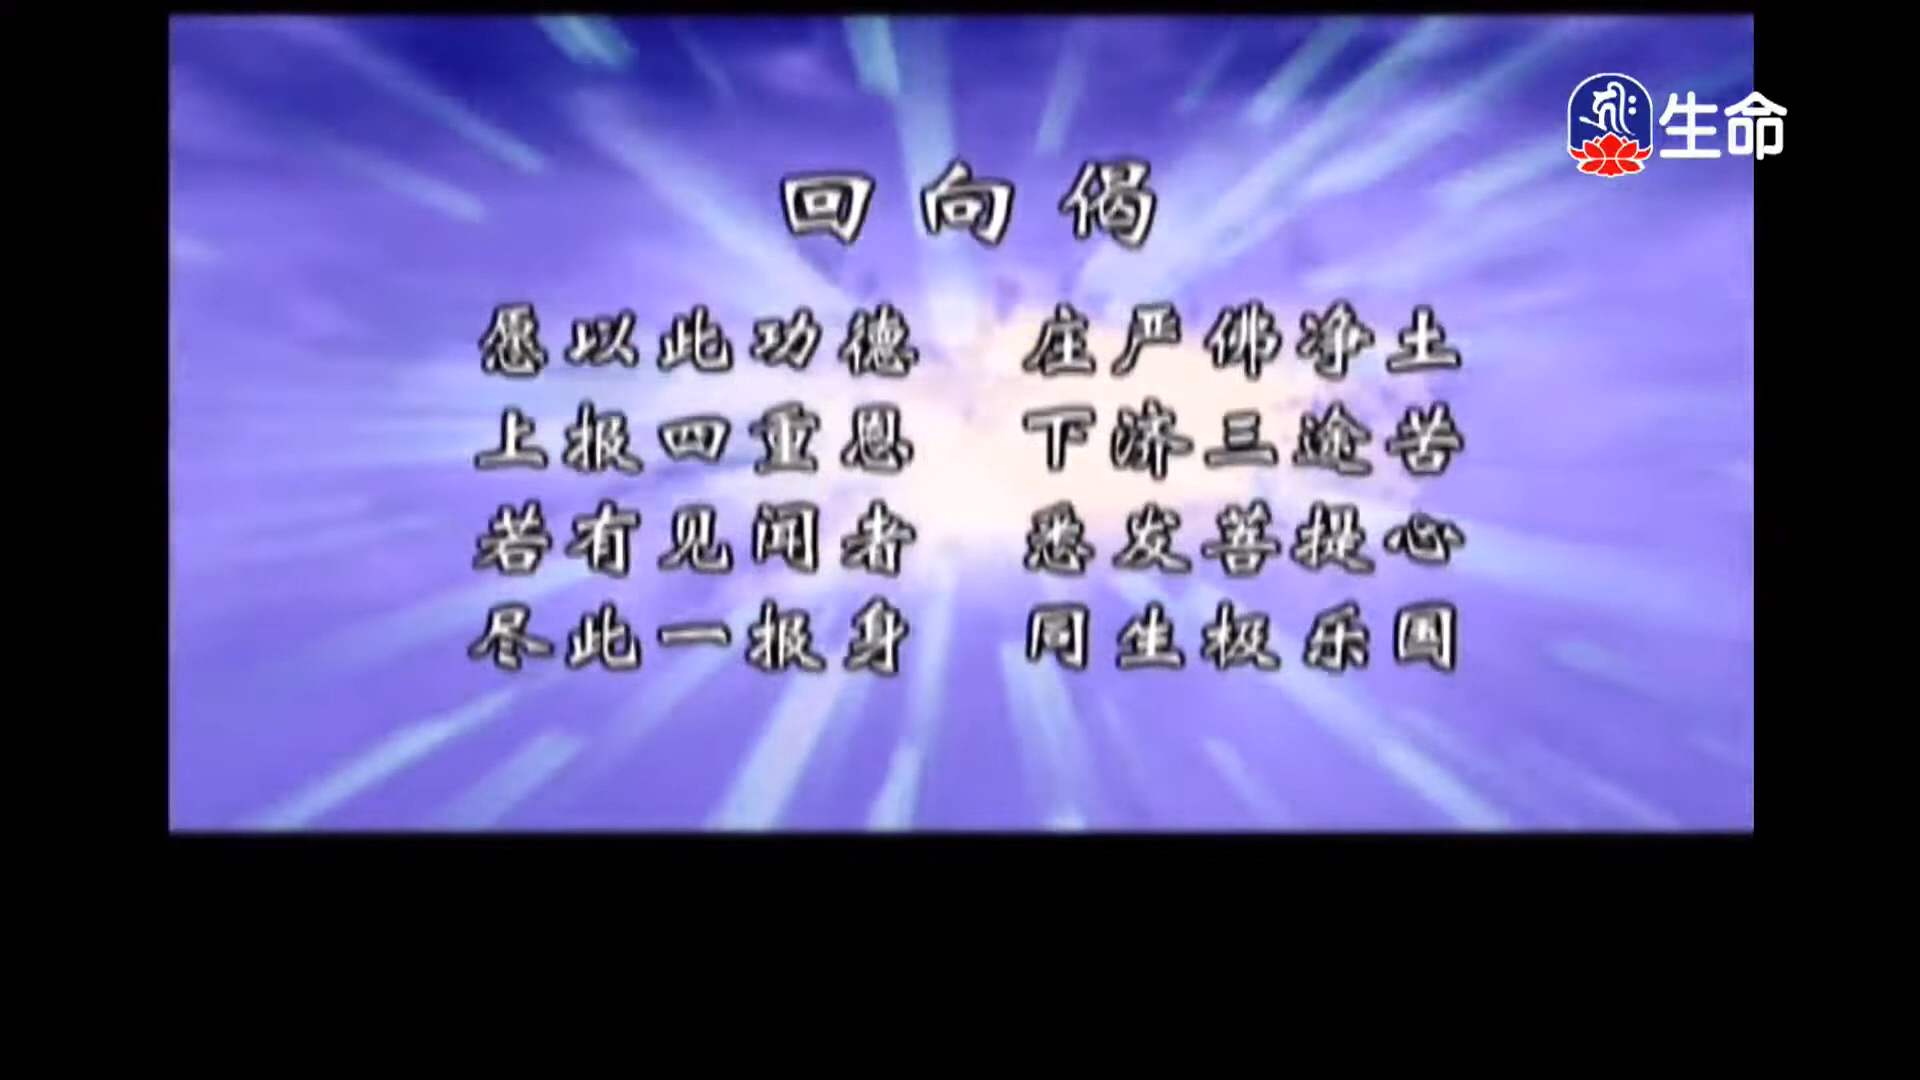 生命
回向偈
愿以此功德 庄严佛净土
上报四重恩 下济三途苦
若有见闻者 悉发菩提心
尽此一报身 同生极乐国